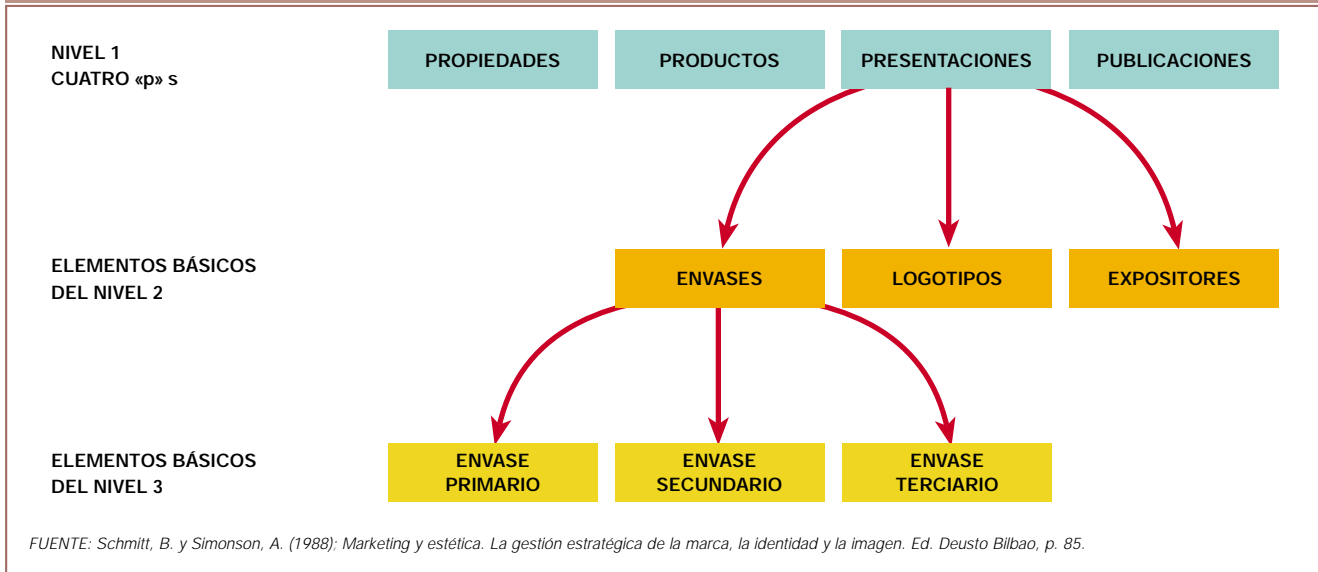 NIVEL 1
CUATRO «p» s
PROPIEDADES
PRODUCTOS
PRESENTACIONES
PUBLICACIONES
ELEMENTOS BÁSICOS
DEL NIVEL 2
ENVASES
LOGOTIPOS
EXPOSITORES
ELEMENTOS BÁSICOS
DEL NIVEL 3
ENVASE
PRIMARIO
ENVASE
SECUNDARIO
ENVASE
TERCIARIO
FUENTE: Schmitt, B. y Simonson, A. (1988); Marketing y estética. La gestión estratégica de la marca, la identidad y la imagen. Ed. Deusto Bilbao, p. 85.